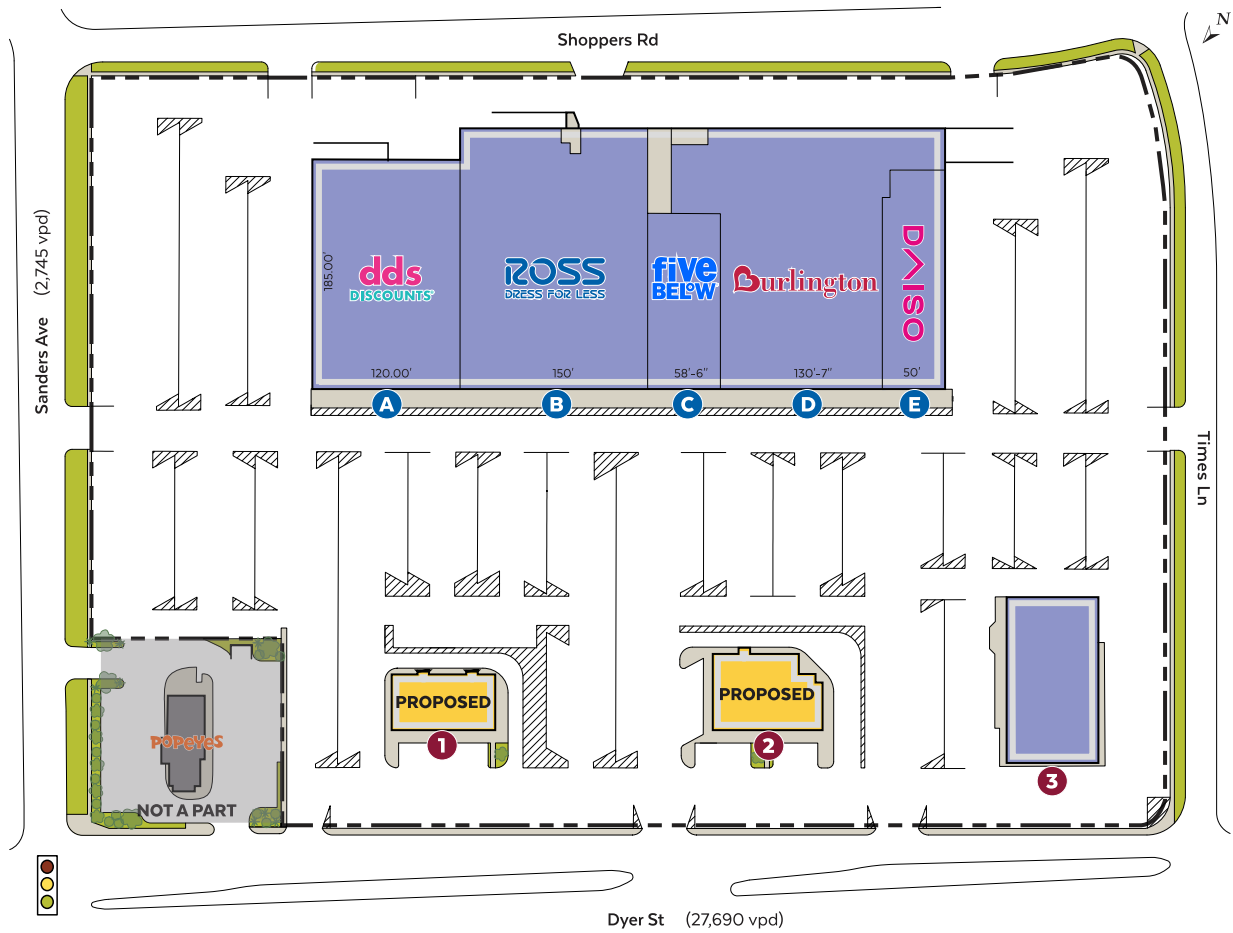 N
Shoppers Rd
Sanders Ave (2,745 vpd)
185.00'
dds
DISCOUNTS
ROSS
DRESS FOR LESS
five
BELOW
Burlington
DAISO
120.00'
150'
58'-6"
130'-7"
50'
A
B
C
D
E
Times Ln
PROPOSED
1
PROPOSED
2
3
POPEYES
NOT A PART
Dyer St (27,690 vpd)